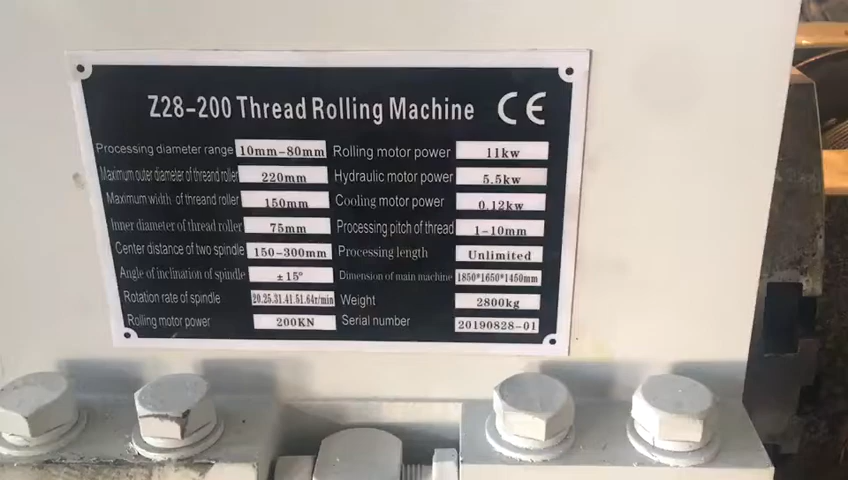 Z28-200 Thread Rolling Machine CE
Processing diameter range 10mm-80mm Rolling motor power 11kw
Maximum outer diameter of threand roller 220mm Hydraulic motor power 5.5kw
Maximum width of threand roller 150mm Cooling motor power 0.12kw
Inner diameter of thread roller 75mm Processing pitch of thread 1-10mm
Center distance of two spindle 150-300mm Processing length Unlimited
Angle of inclination of spindle ±15° Dimension of main machine 1850*1650*1450mm
Rotation rate of spindle 20.25.31.41.51.64r/min Weight 2800kg
Rolling motor power 200KN Serial number 20190828-01